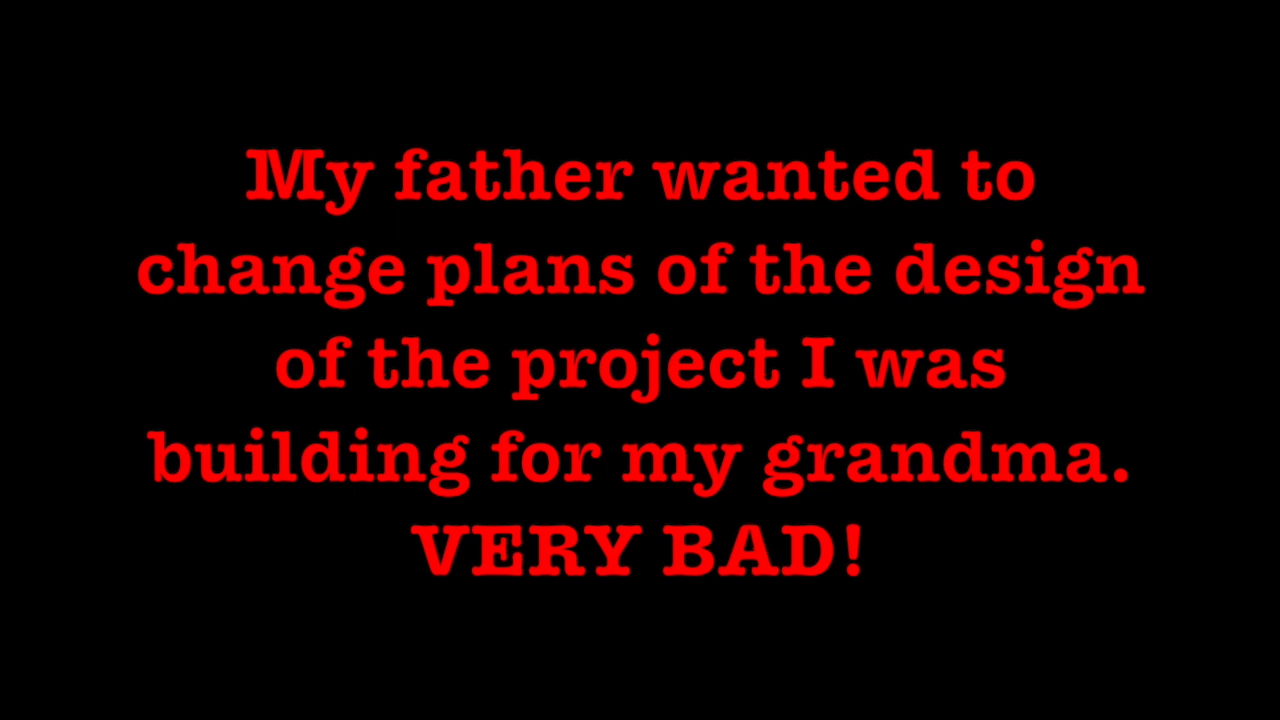 My father wanted to
change plans of the design
of the project I was
building for my grandma.
VERY BAD!